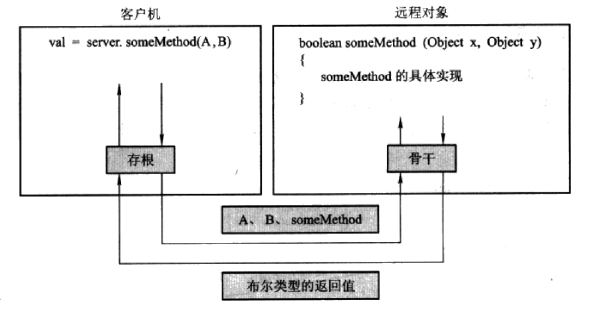 客户机
远程对象
val = server. someMethod(A,B)
boolean someMethod (Object x, Object y)
{
someMethod 的具体实现
}
存根
骨干
A、 B、 someMethod
布尔类型的返回值